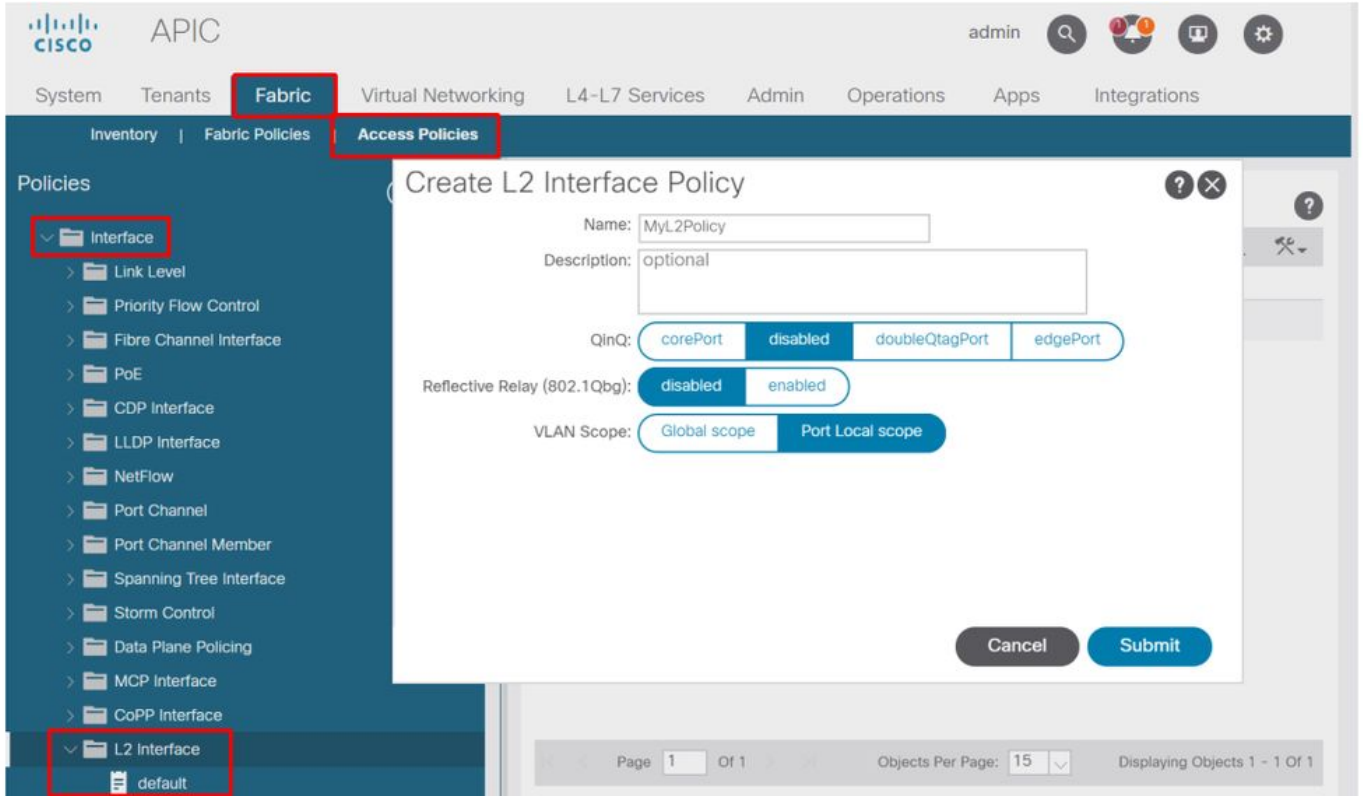 CISCO
APIC
admin
1
System Tenants Fabric Virtual Networking L4-L7 Services Admin Operations Apps Integrations
Inventory | Fabric Policies | Access Policies
Policies
Interface
Link Level
Priority Flow Control
Fibre Channel Interface
PoE
CDP Interface
LLDP Interface
NetFlow
Port Channel
Port Channel Member
Spanning Tree Interface
Storm Control
Data Plane Policing
MCP Interface
CoPP Interface
L2 Interface
default
Create L2 Interface Policy
Name: MyL2Policy
Description: optional
QinQ: corePort disabled doubleQtagPort edgePort
Reflective Relay (802.1Qbg): disabled enabled
VLAN Scope: Global scope Port Local scope
Cancel Submit
Page 1 Of 1 Objects Per Page: 15 Displaying Objects 1 - 1 Of 1